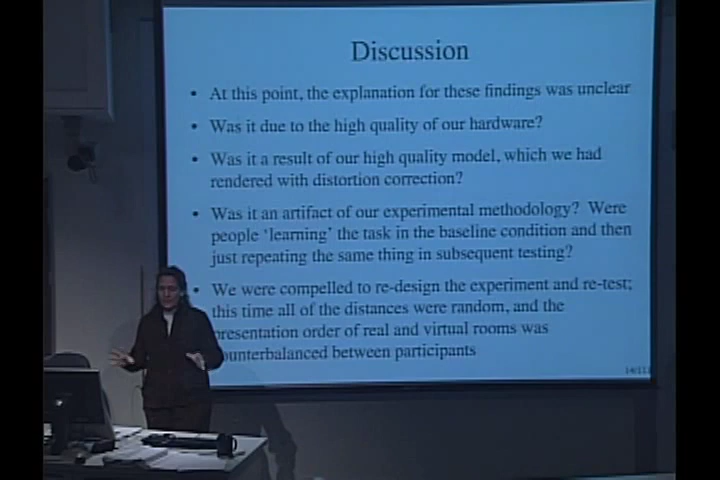 Discussion
• At this point, the explanation for these findings was unclear
• Was it due to the high quality of our hardware?
• Was it a result of our high quality model, which we had
rendered with distortion correction?
• Was it an artifact of our experimental methodology? Were
people ‘learning’ the task in the baseline condition and then
just repeating the same thing in subsequent testing?
• We were compelled to re-design the experiment and re-test;
this time all of the distances were random, and the
presentation order of real and virtual rooms was
counterbalanced between participants